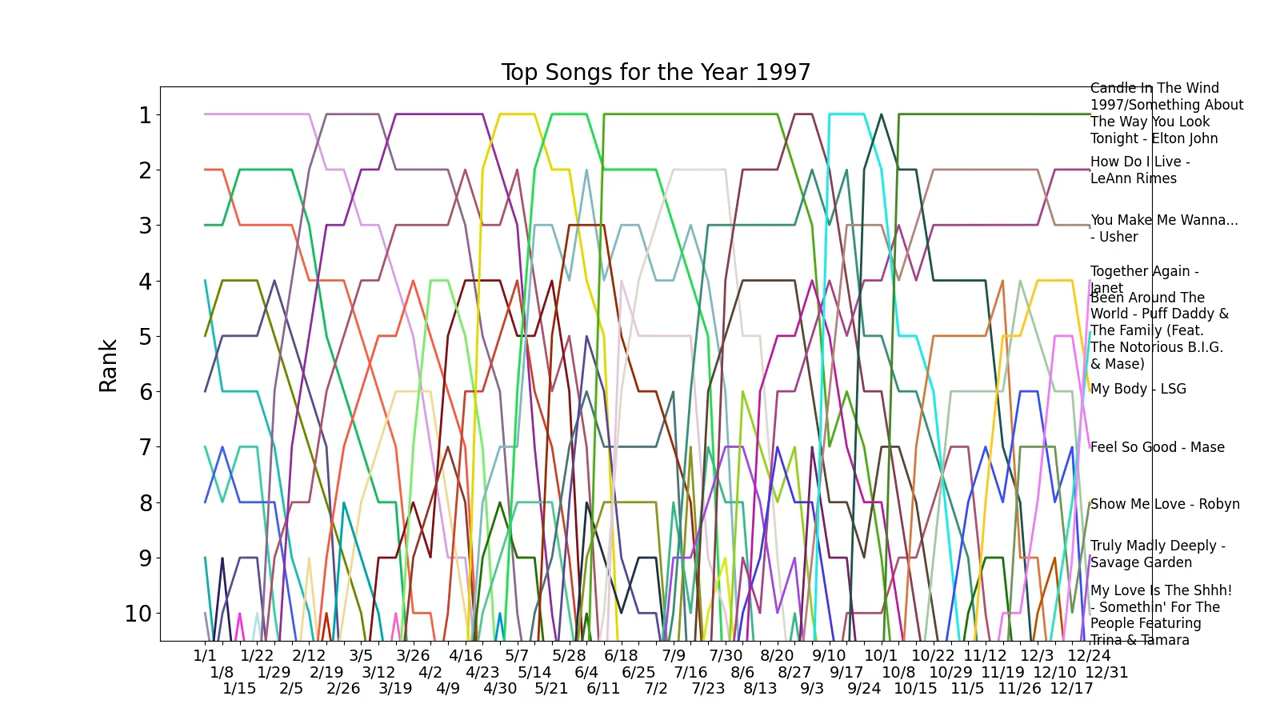 Top Songs for the Year 1997
Rank
1
2
3
4
5
6
7
8
9
10
Candle In The Wind
1997/Something About
The Way You Look
Tonight - Elton John
How Do I Live -
LeAnn Rimes
You Make Me Wanna...
- Usher
Together Again -
Janet
Been Around The
World - Puff Daddy &
The Family (Feat.
The Notorious B.I.G.
& Mase)
My Body - LSG
Feel So Good - Mase
Show Me Love - Robyn
Truly Madly Deeply -
Savage Garden
My Love Is The Shhh!
- Somethin' For The
People Featuring
Trina & Tamara
1/1 1/22 2/12 3/5 3/26 4/16 5/7 5/28 6/18 7/9 7/30 8/20 9/10 10/1 10/22 11/12 12/3 12/24
1/8 1/29 2/19 3/12 4/2 4/23 5/14 6/4 6/25 7/16 8/6 8/27 9/17 10/8 10/29 11/19 12/10 12/31
1/15 2/5 2/26 3/19 4/9 4/30 5/21 6/11 7/2 7/23 8/13 9/3 9/24 10/15 11/5 11/26 12/17